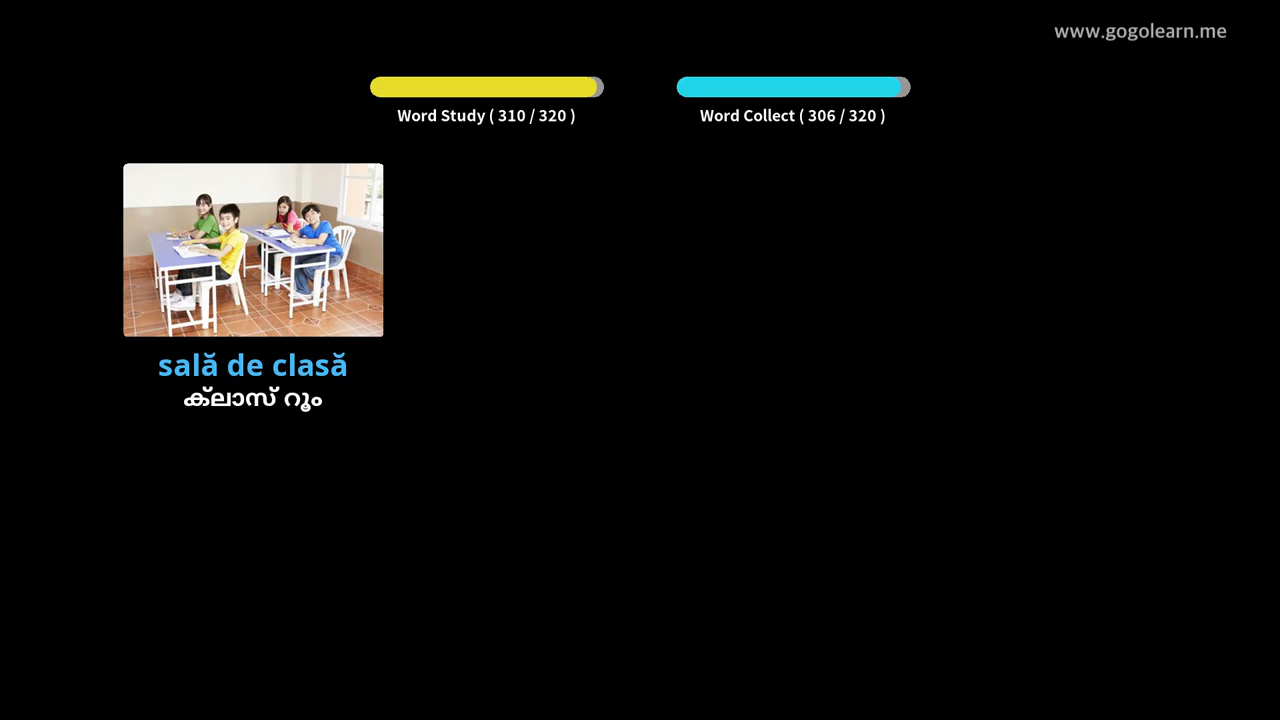 www.gogolearn.me
Word Study ( 310 / 320 )
Word Collect ( 306 / 320 )
sală de clasă
ക്ലാസ് റൂം